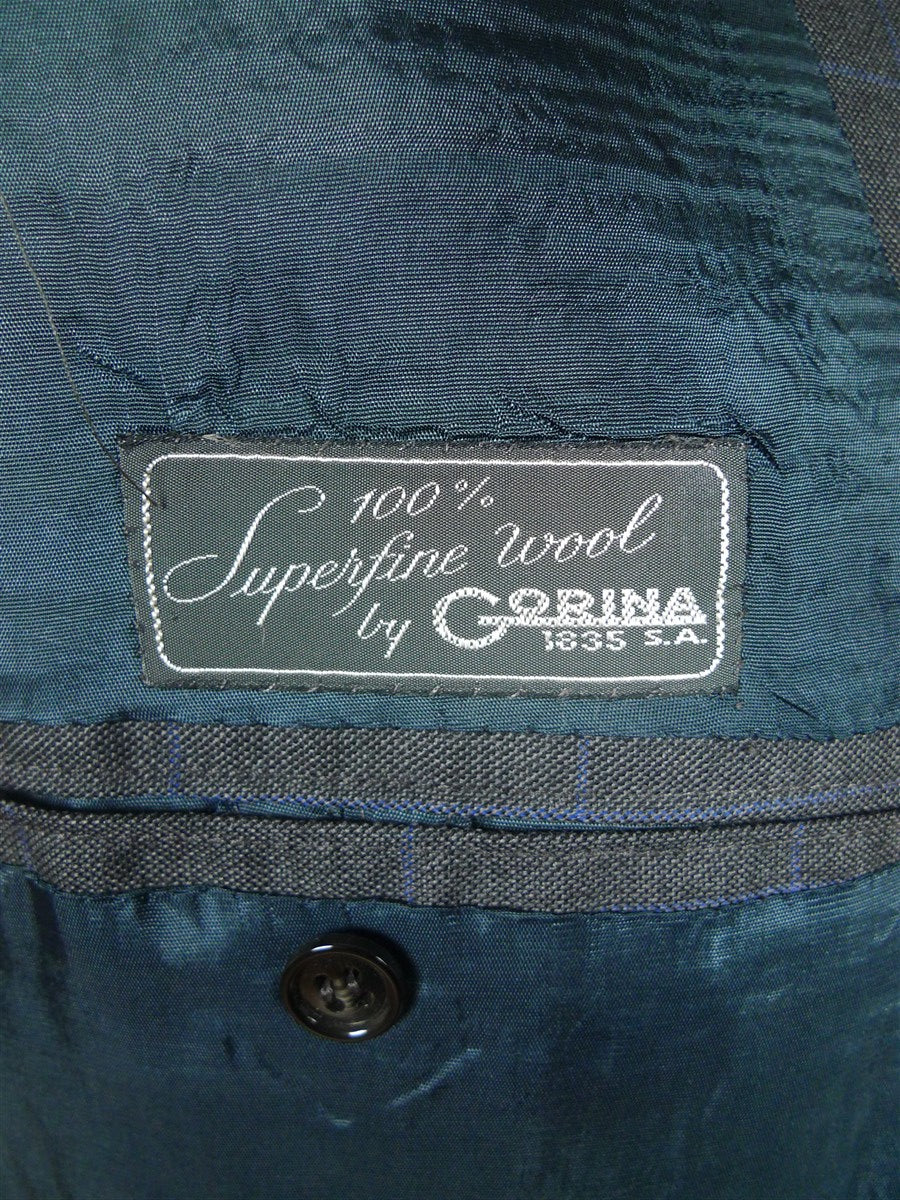 100%
Superfine wool
by GORINA
1835 S.A.